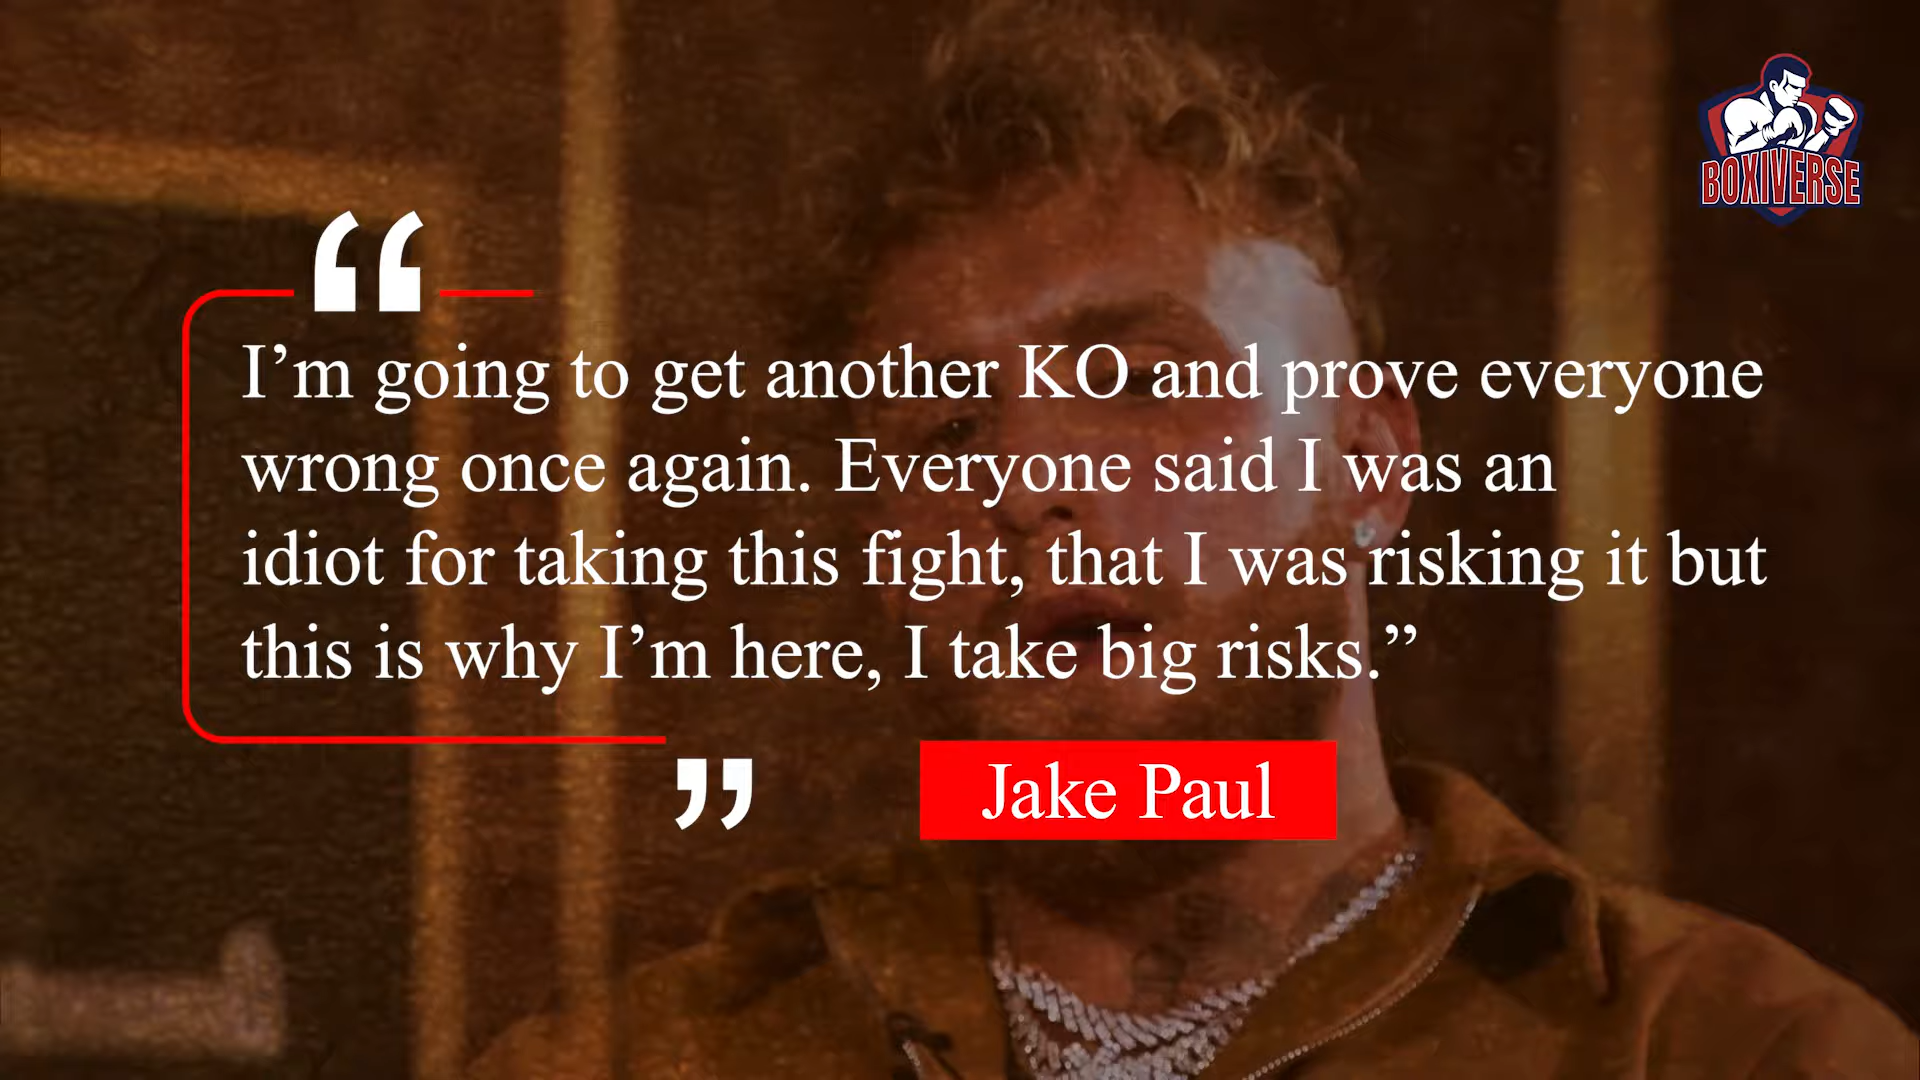 BOXIVERSE
“
I’m going to get another KO and prove everyone
wrong once again. Everyone said I was an
idiot for taking this fight, that I was risking it but
this is why I’m here, I take big risks.”
”
Jake Paul